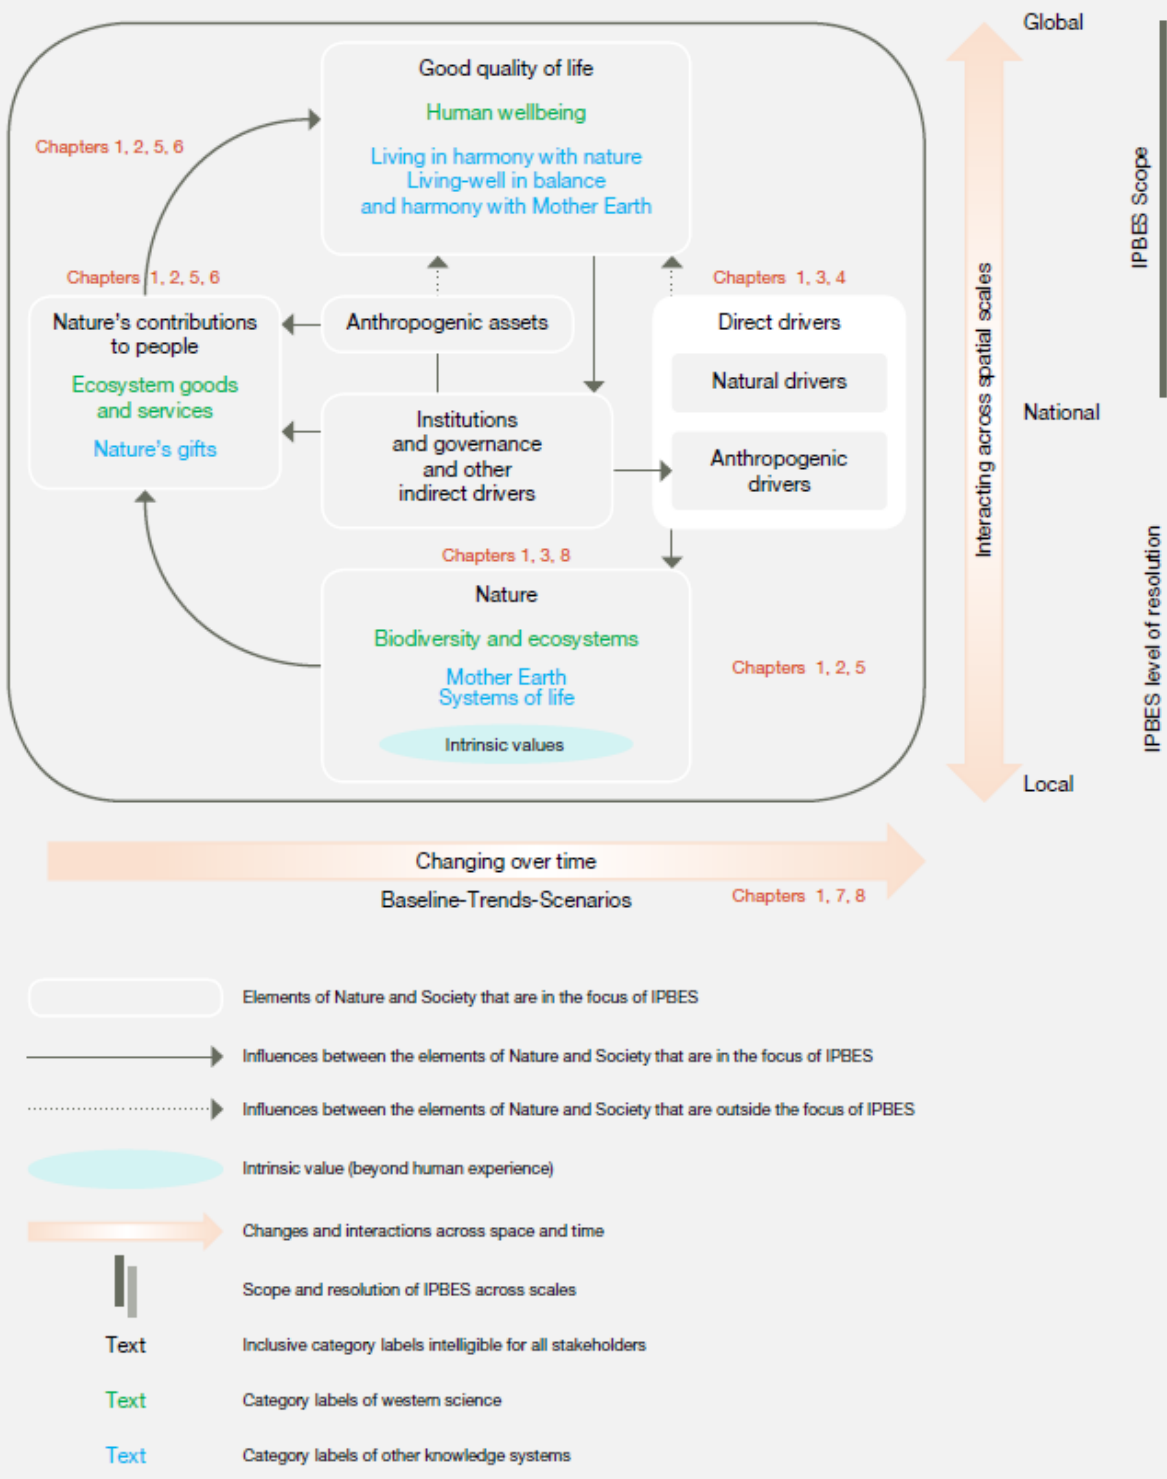 Global
Good quality of life
Human wellbeing
Chapters 1, 2, 5, 6
Living in harmony with nature
Living-well in balance
and harmony with Mother Earth
IPBES Scope
Chapters 1, 2, 5, 6
Chapters 1, 3, 4
Nature's contributions
to people
Ecosystem goods
and services
Nature's gifts
Anthropogenic assets
Direct drivers
Natural drivers
Anthropogenic
drivers
Institutions
and governance
and other
indirect drivers
Interacting across spatial scales
National
Chapters 1, 3, 8
Nature
Biodiversity and ecosystems
Mother Earth
Systems of life
Intrinsic values
Chapters 1, 2, 5
IPBES level of resolution
Local
Changing over time
Baseline-Trends-Scenarios
Chapters 1, 7, 8
Elements of Nature and Society that are in the focus of IPBES
Influences between the elements of Nature and Society that are in the focus of IPBES
Influences between the elements of Nature and Society that are outside the focus of IPBES
Intrinsic value (beyond human experience)
Changes and interactions across space and time
Scope and resolution of IPBES across scales
Text Inclusive category labels intelligible for all stakeholders
Text Category labels of western science
Text Category labels of other knowledge systems